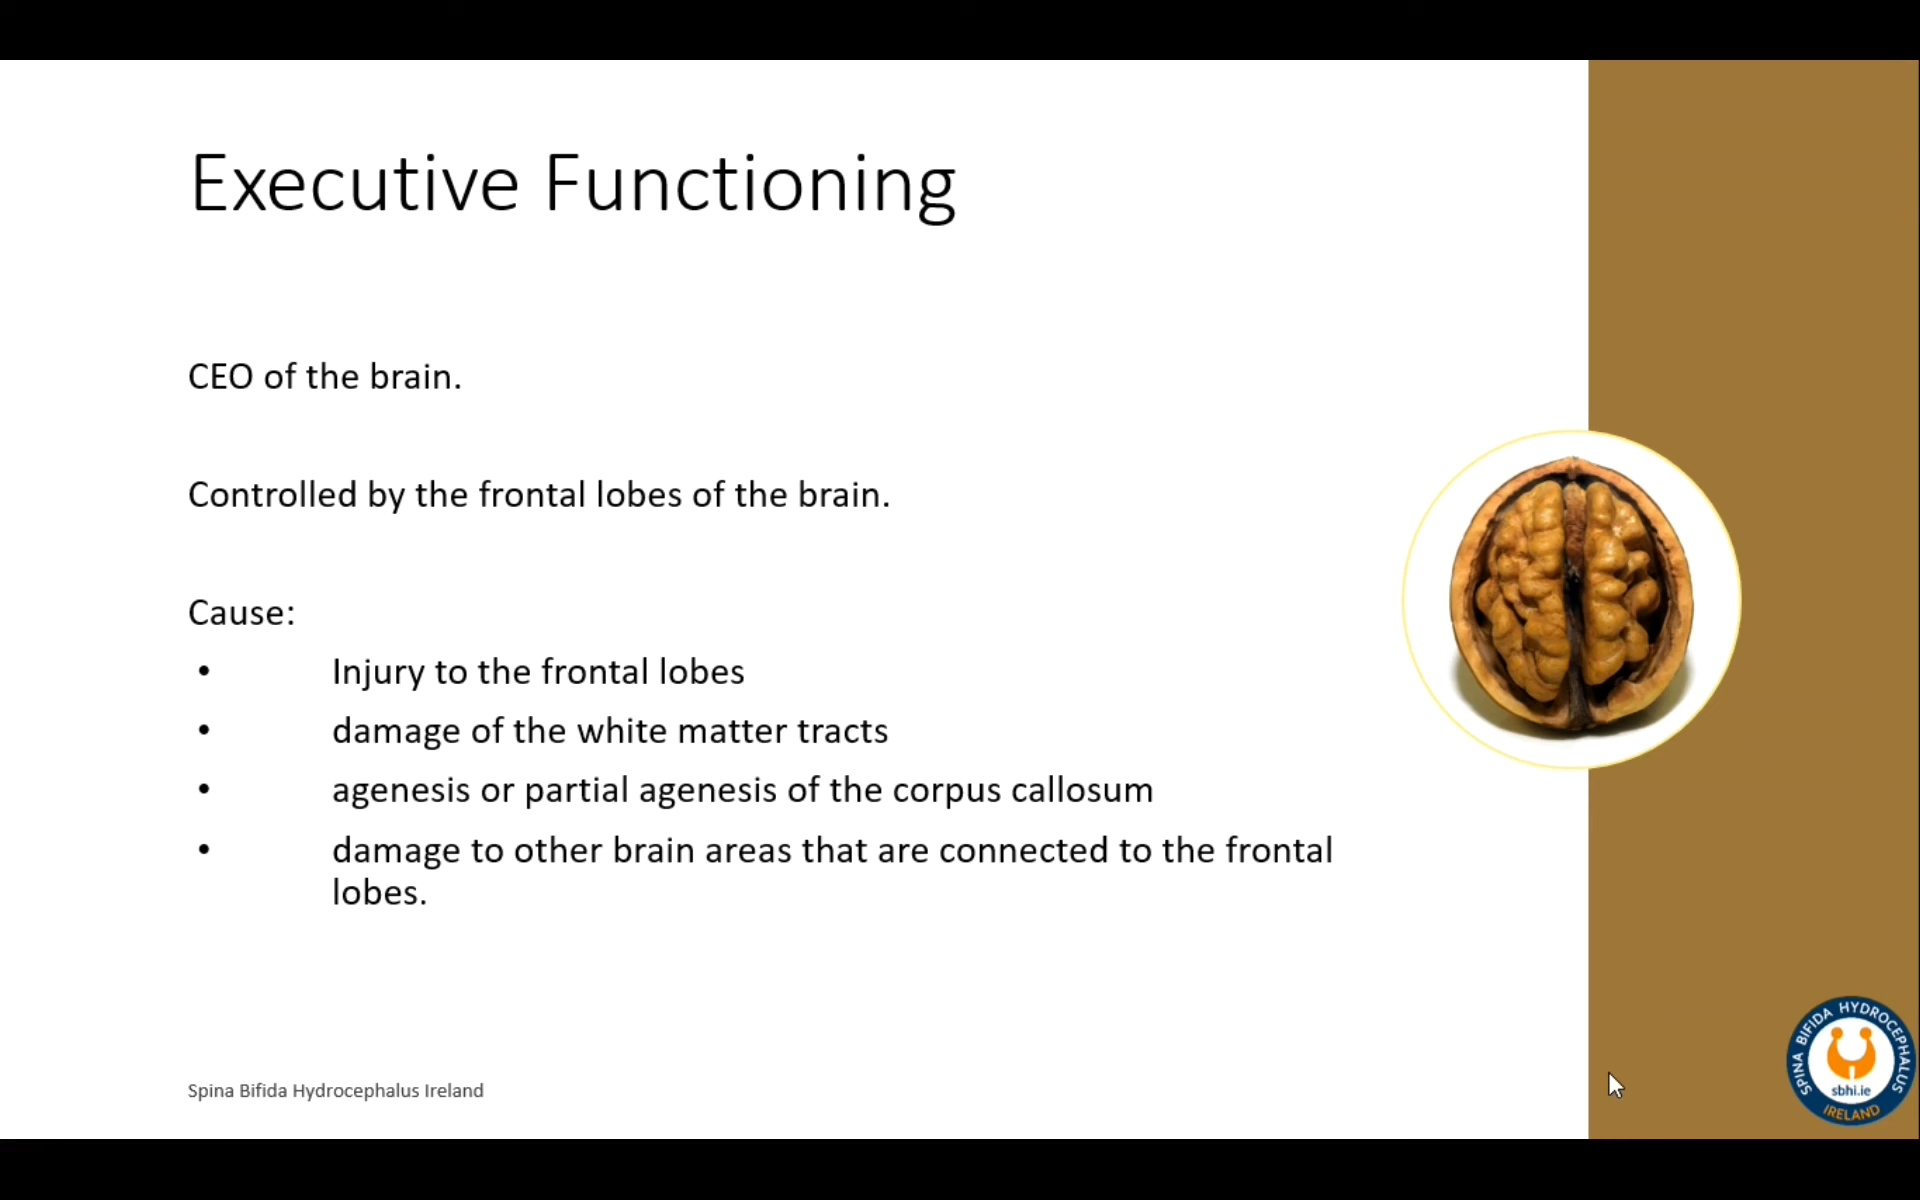 Executive Functioning
CEO of the brain.
Controlled by the frontal lobes of the brain.
Cause:
• Injury to the frontal lobes
• damage of the white matter tracts
• agenesis or partial agenesis of the corpus callosum
• damage to other brain areas that are connected to the frontal
lobes.
Spina Bifida Hydrocephalus Ireland
SPINA BIFIDA HYDROCEPHALUS
sbhi.ie
IRELAND